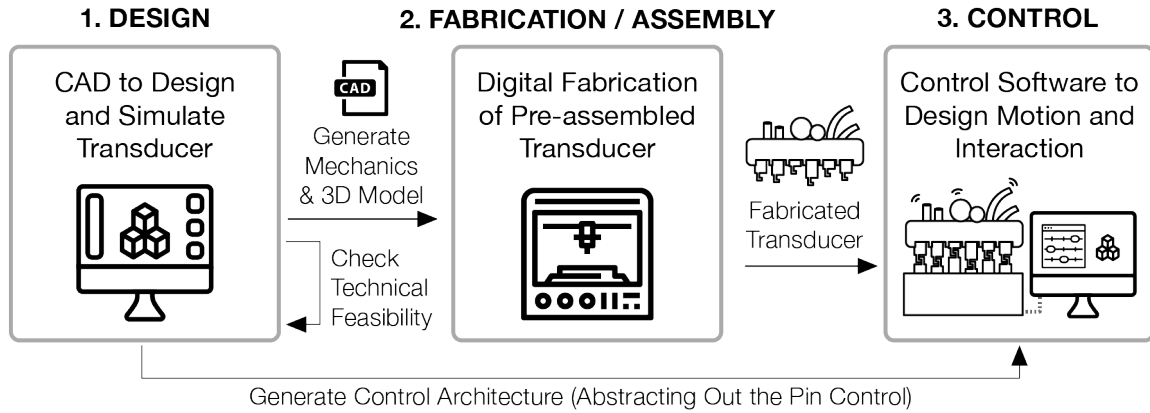 1. DESIGN
2. FABRICATION / ASSEMBLY
3. CONTROL
CAD to Design
and Simulate
Transducer
CAD
Generate
Mechanics
& 3D Model
Check
Technical
Feasibility
Digital Fabrication
of Pre-assembled
Transducer
Fabricated
Transducer
Control Software to
Design Motion and
Interaction
Generate Control Architecture (Abstracting Out the Pin Control)